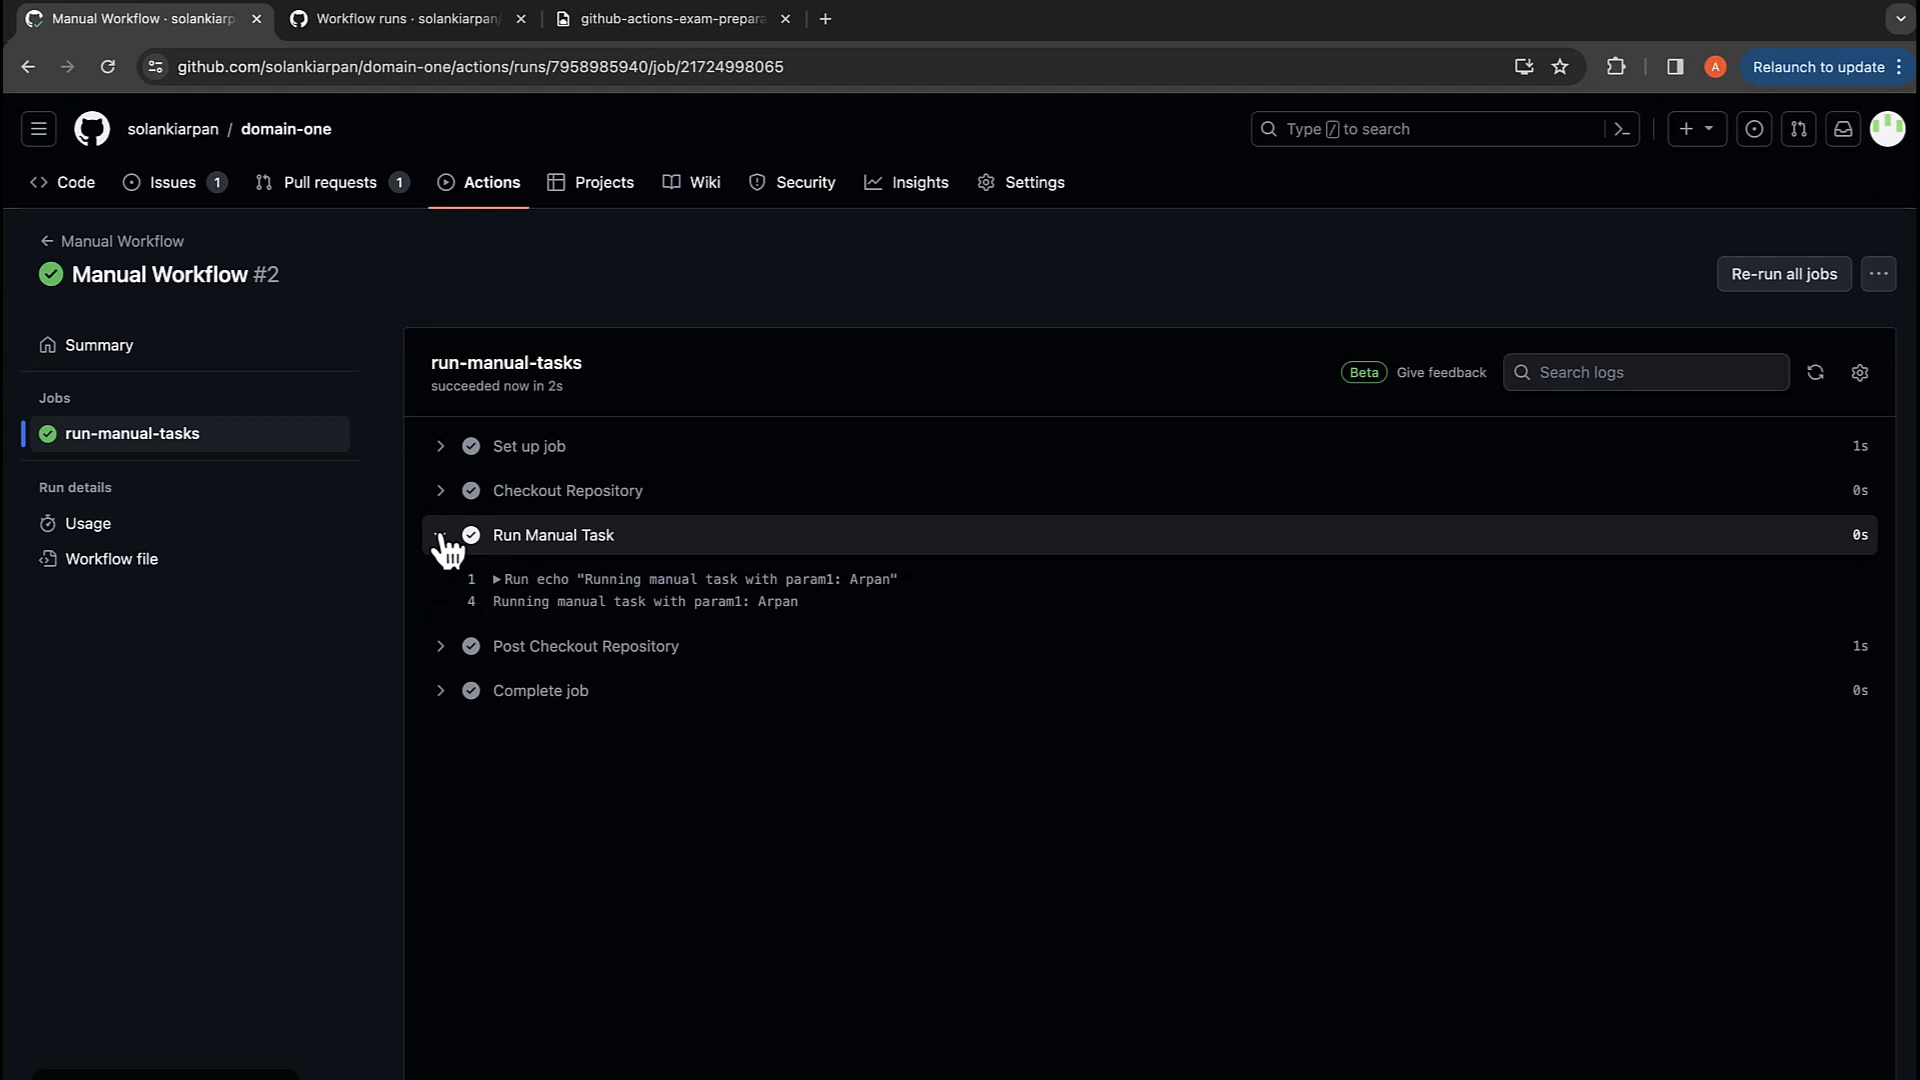 Manual Workflow · solankiarp
Workflow runs · solankiarpan/
github-actions-exam-prepara
github.com/solankiarpan/domain-one/actions/runs/7958985940/job/21724998065
A
Relaunch to update
solankiarpan / domain-one
Type / to search
Code
Issues 1
Pull requests 1
Actions
Projects
Wiki
Security
Insights
Settings
Manual Workflow
Manual Workflow #2
Re-run all jobs
Summary
Jobs
run-manual-tasks
Run details
Usage
Workflow file
run-manual-tasks
succeeded now in 2s
Beta
Give feedback
Search logs
Set up job 1s
Checkout Repository 0s
Run Manual Task 0s
1 Run echo "Running manual task with param1: Arpan"
4 Running manual task with param1: Arpan
Post Checkout Repository 1s
Complete job 0s